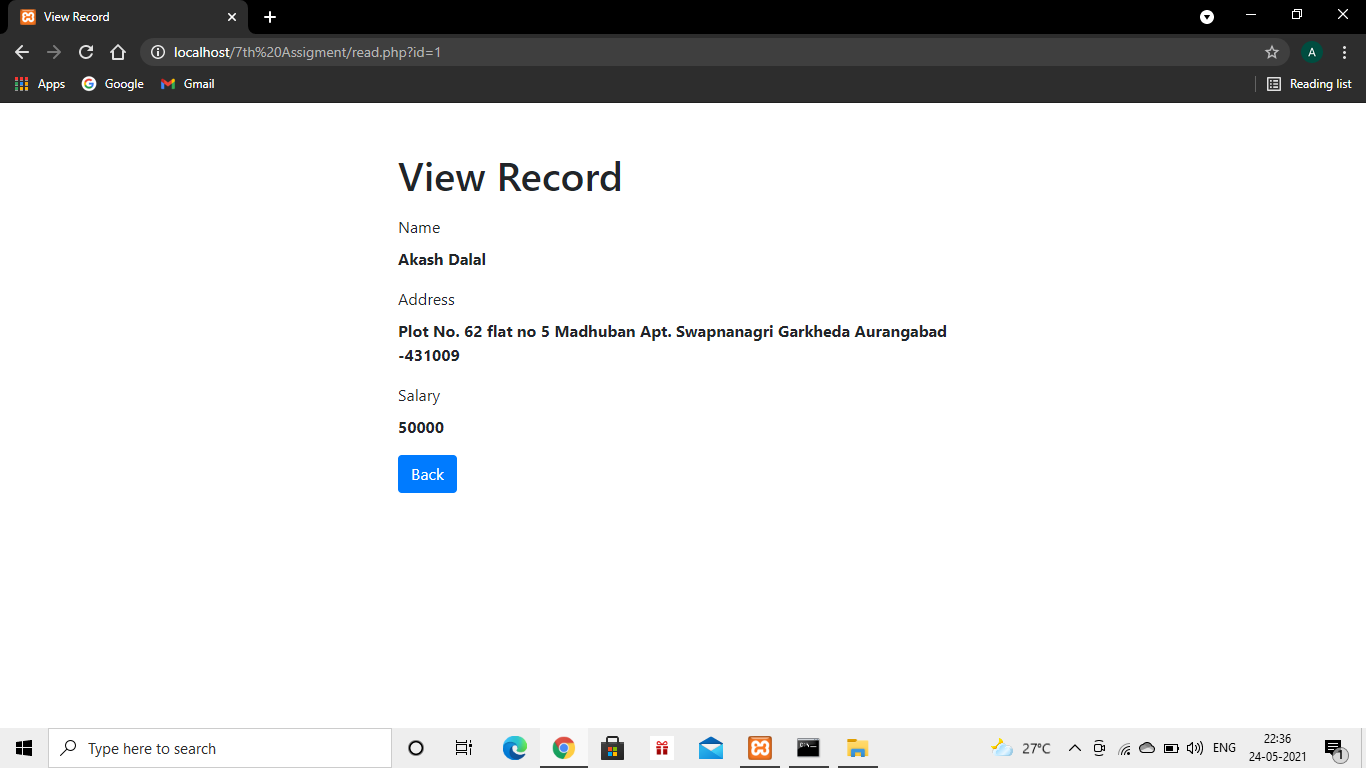 View Record
localhost/7th%20Assigment/read.php?id=1
A
Apps
Google
Gmail
Reading list
View Record
Name
Akash Dalal
Address
Plot No. 62 flat no 5 Madhuban Apt. Swapnanagri Garkheda Aurangabad
-431009
Salary
50000
Back
Type here to search
27°C
ENG
22:36
24-05-2021
1